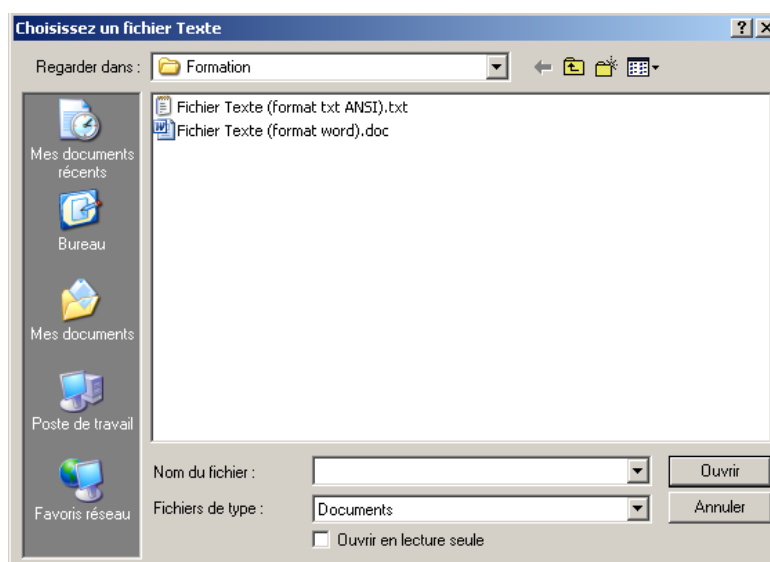 Choisissez un fichier Texte
Regarder dans :
Formation
Fichier Texte (format txt ANSI).txt
Fichier Texte (format word).doc
Mes documents
récents
Bureau
Mes documents
Poste de travail
Favoris réseau
Nom du fichier :
Ouvrir
Fichiers de type :
Documents
Annuler
Ouvrir en lecture seule